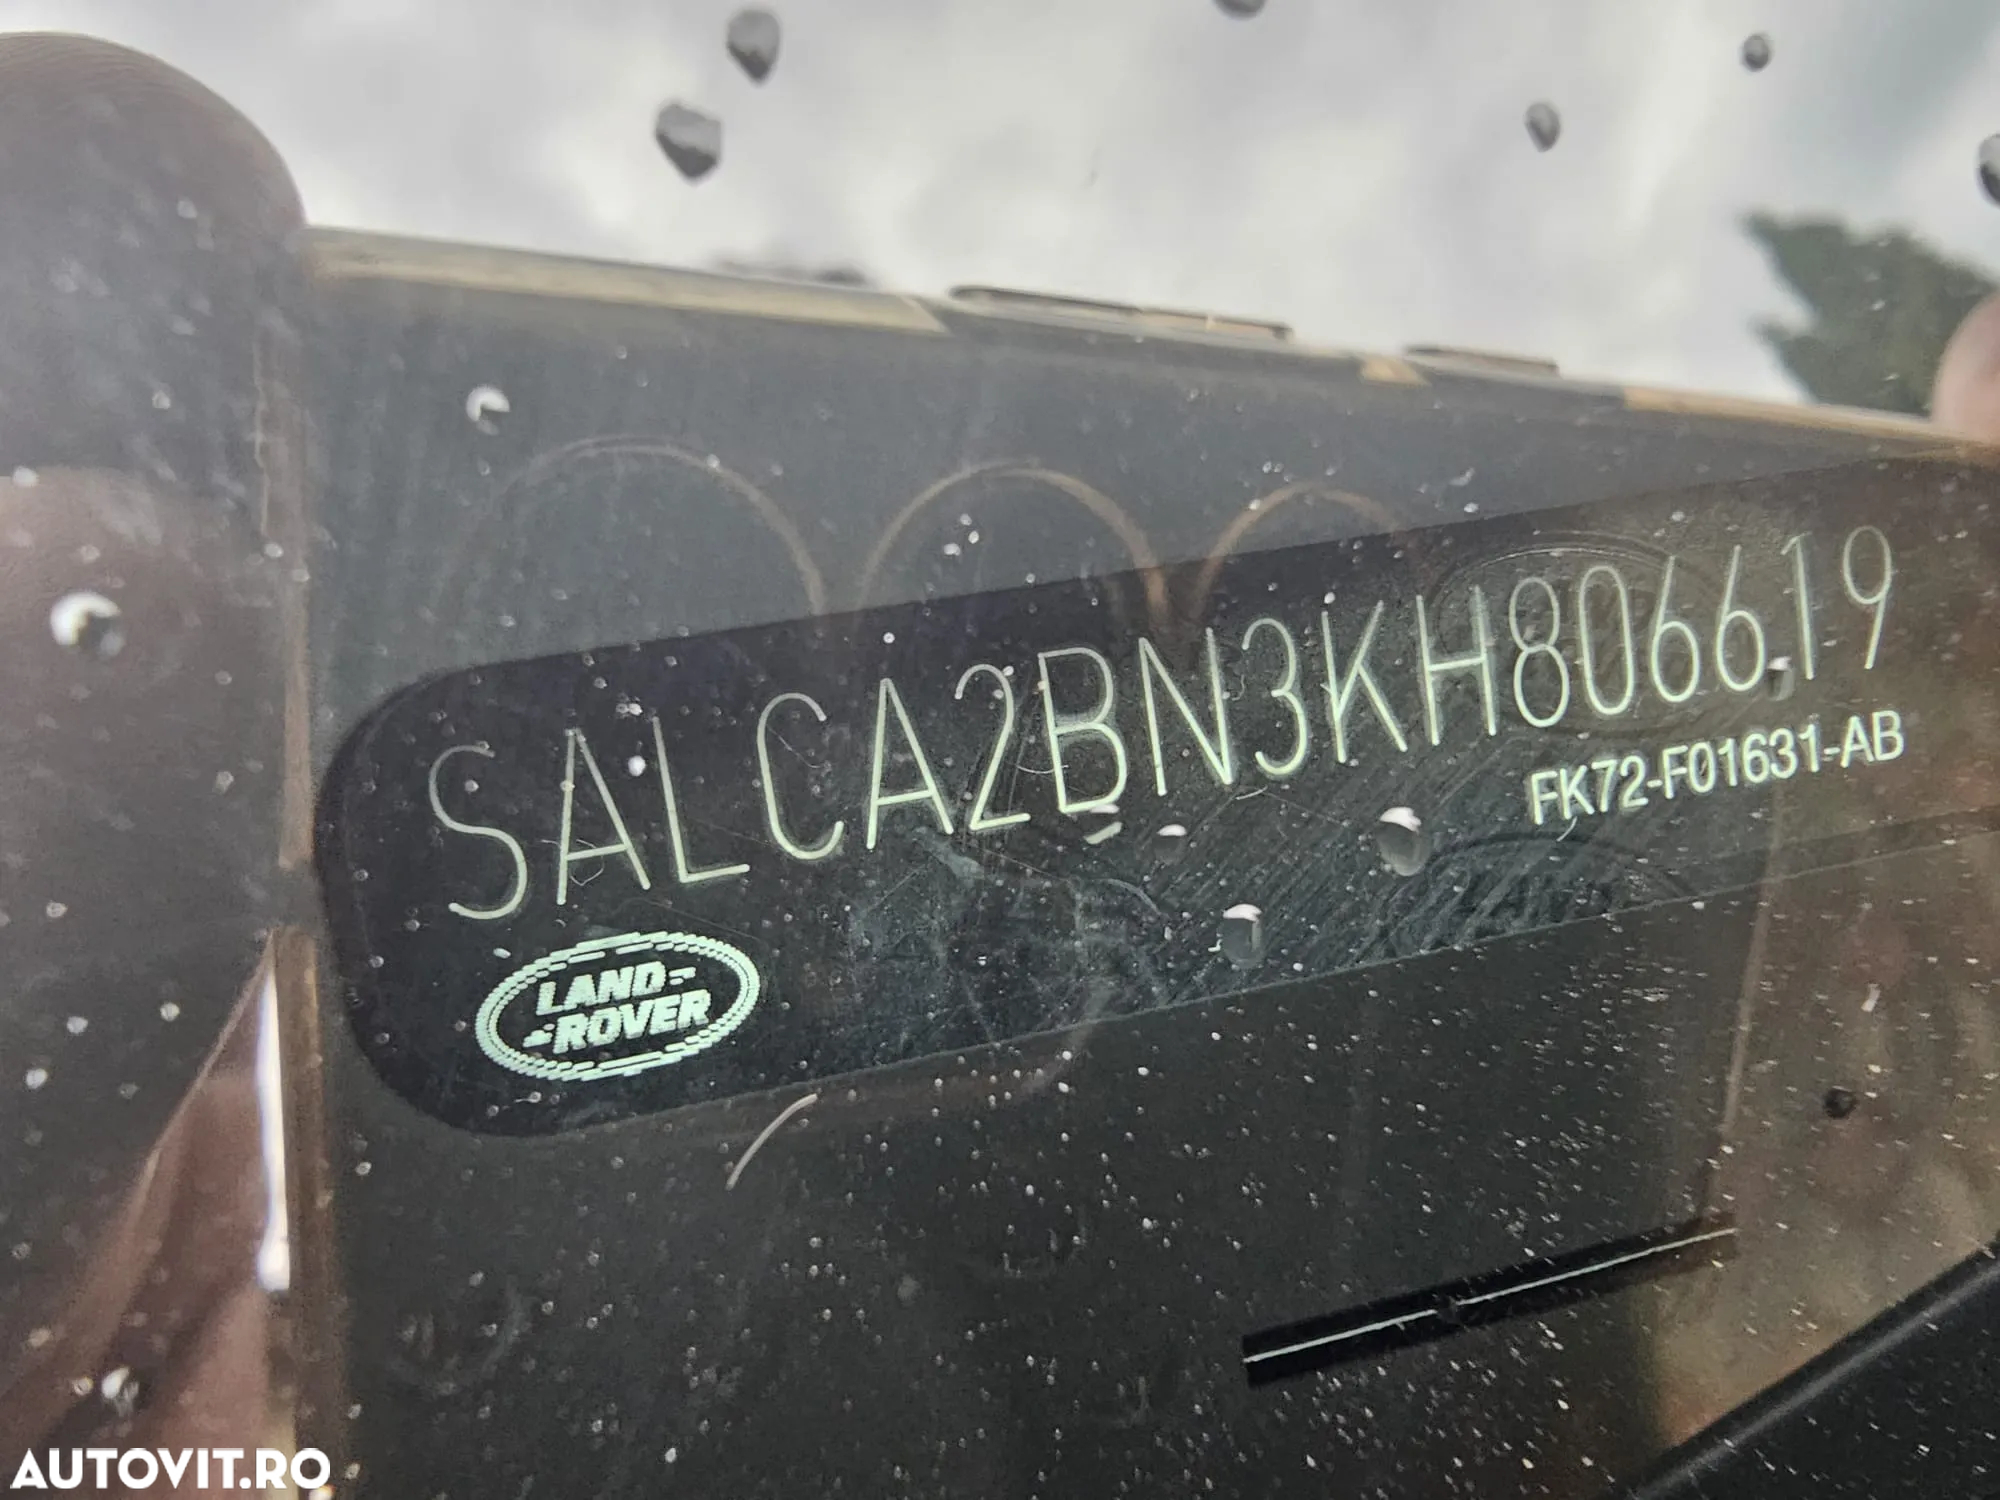 SALCA2BN3KH806619
FK72-F01631-AB
LAND-
-ROVER
AUTOVIT.RO